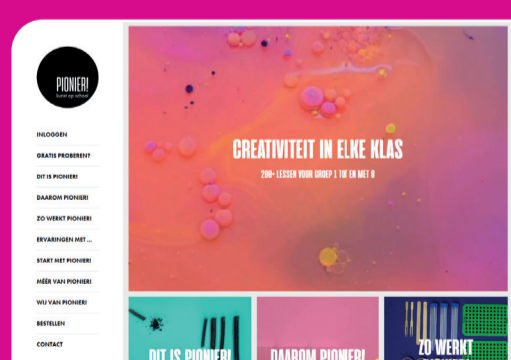 PIONIER!
kunst op school
INLOGGEN
GRATIS PROBEREN?
DIT IS PIONIER!
DAAROM PIONIER!
ZO WERKT PIONIER!
ERVARINGEN MET ...
START MET PIONIER!
MÉÉR VAN PIONIER!
WIJ VAN PIONIER!
BESTELLEN
CONTACT
CREATIVITEIT IN ELKE KLAS
200+ LESSEN VOOR GROEP 1 TOT EN MET 8
DIT IS PIONIER!
DAAROM PIONIER!
ZO WERKT